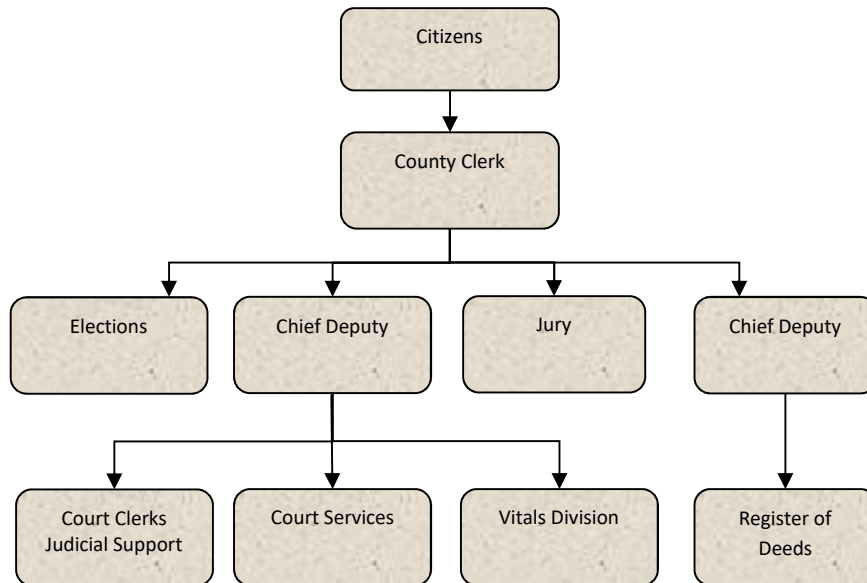 Citizens
County Clerk
Elections
Chief Deputy
Jury
Chief Deputy
Court Clerks
Judicial Support
Court Services
Vitals Division
Register of
Deeds